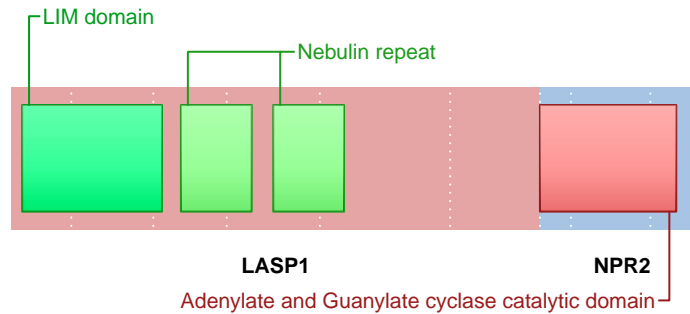 LIM domain
Nebulin repeat
LASP1
NPR2
Adenylate and Guanylate cyclase catalytic domain